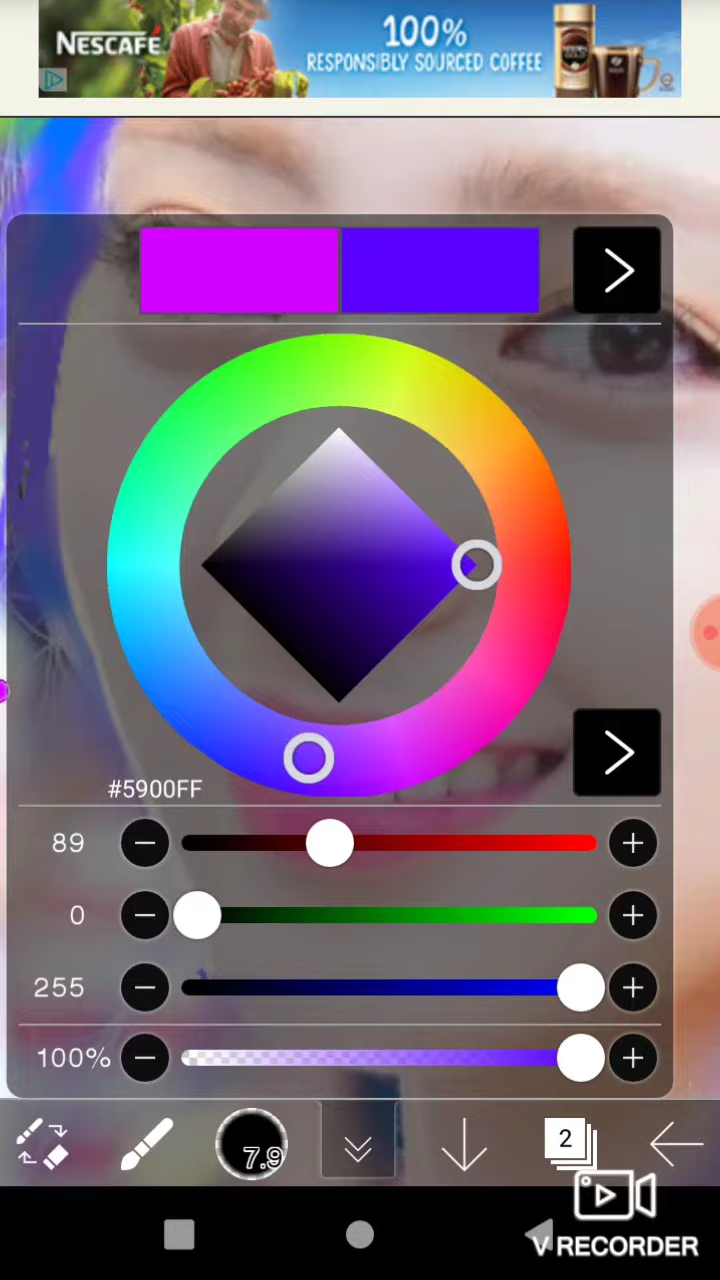 NESCAFÉ
100%
RESPONSIBLY SOURCED COFFEE
#5900FF
89
0
255
100%
7.9
2
V RECORDER